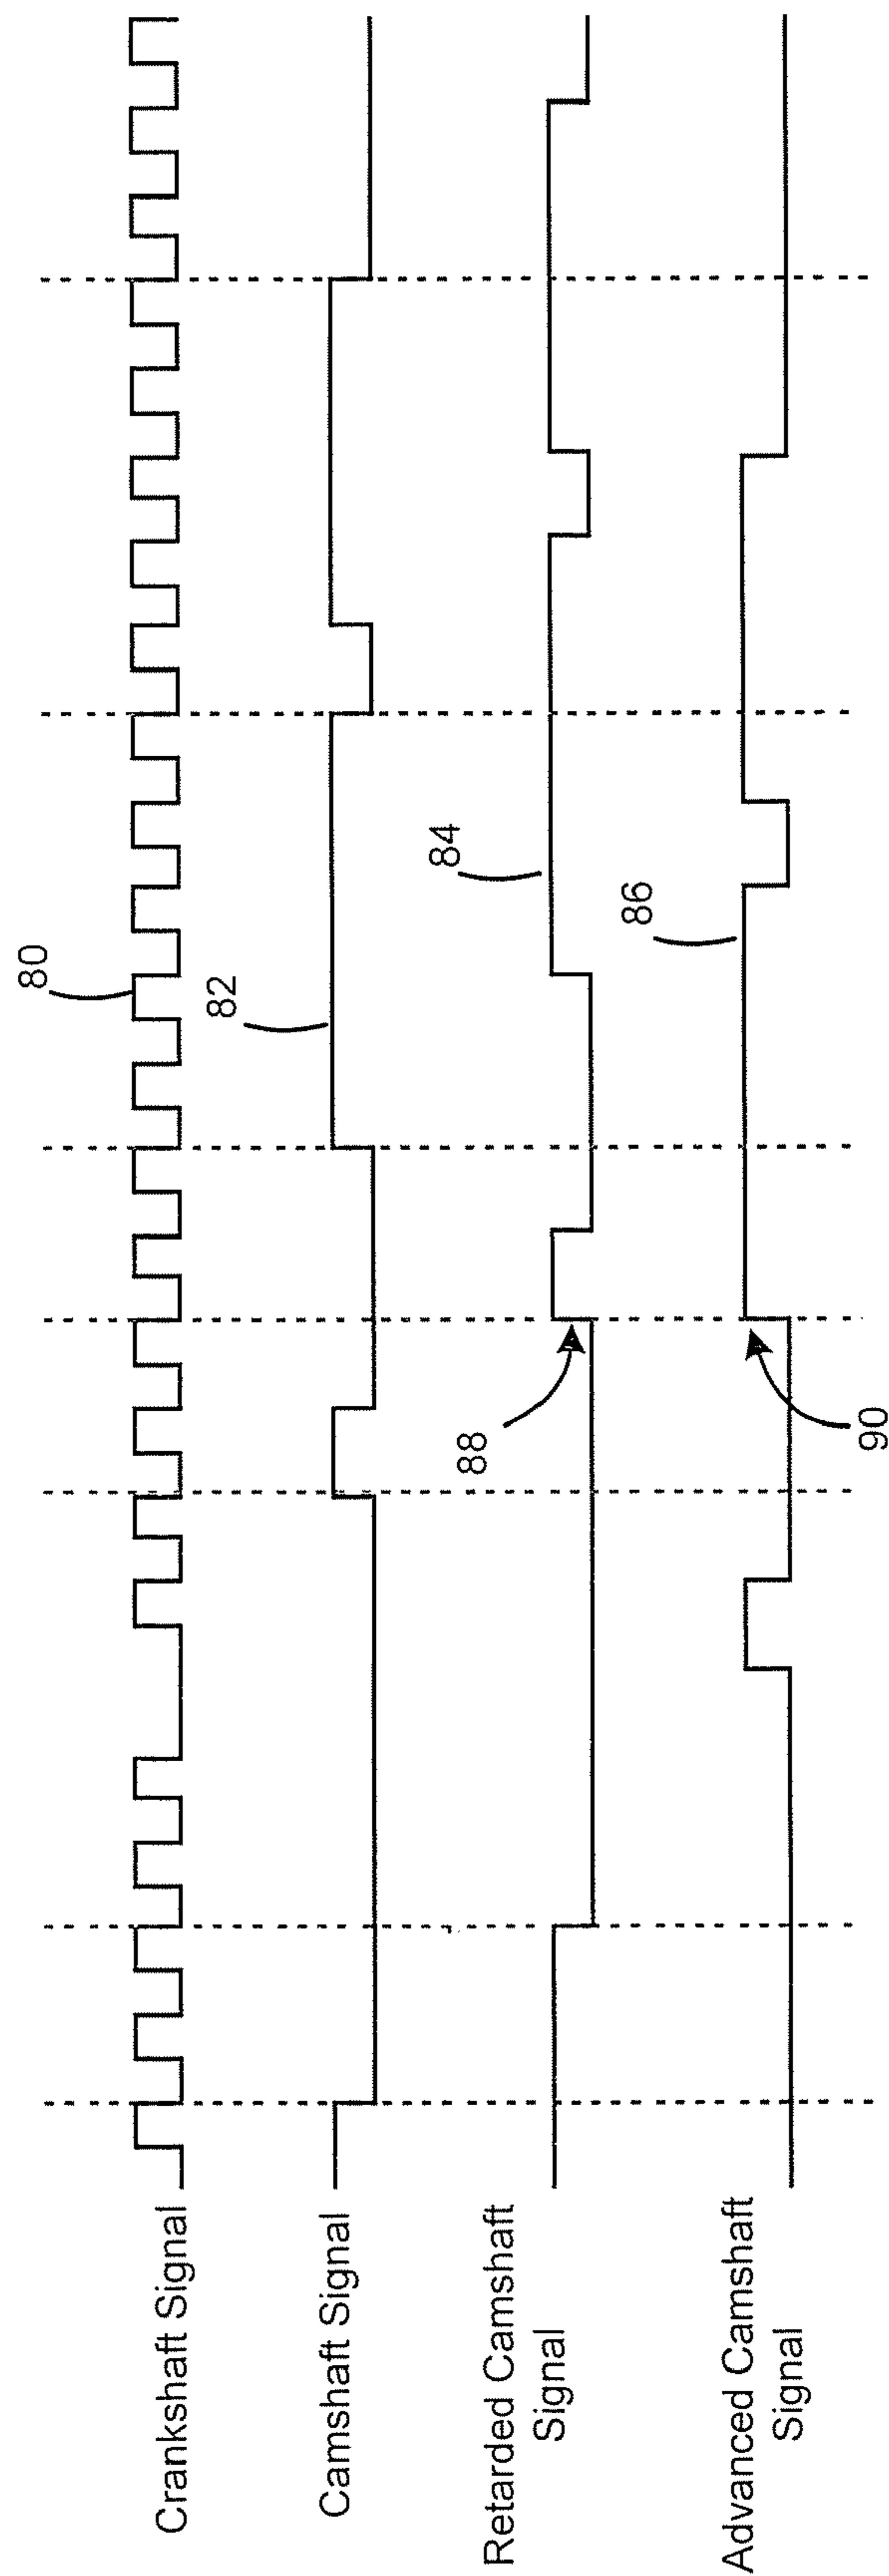 Crankshaft Signal
80
Camshaft Signal
82
Retarded Camshaft
Signal
88
84
Advanced Camshaft
Signal
90
86